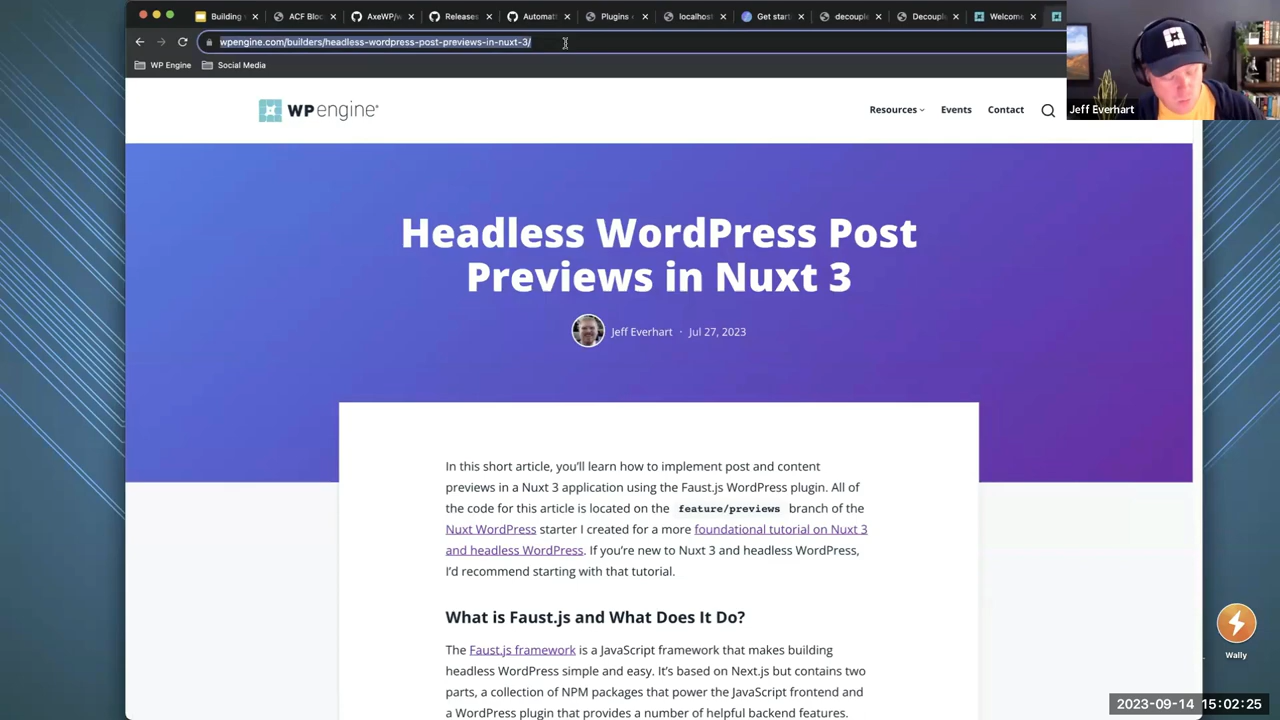 Building
ACF Bloc
AxeWP/w
Releases
Automatt
Plugins
localhost
Get start
decouple
Decouple
Welcome
wpengine.com/builders/headless-wordpress-post-previews-in-nuxt-3/
WP Engine
Social Media
Jeff Everhart
WP engine
Resources
Events
Contact
Headless WordPress Post
Previews in Nuxt 3
Jeff Everhart · Jul 27, 2023
In this short article, you'll learn how to implement post and content
previews in a Nuxt 3 application using the Faust.js WordPress plugin. All of
the code for this article is located on the feature/previews branch of the
Nuxt WordPress starter I created for a more foundational tutorial on Nuxt 3
and headless WordPress. If you're new to Nuxt 3 and headless WordPress,
I'd recommend starting with that tutorial.
What is Faust.js and What Does It Do?
The Faust.js framework is a JavaScript framework that makes building
headless WordPress simple and easy. It's based on Next.js but contains two
parts, a collection of NPM packages that power the JavaScript frontend and
a WordPress plugin that provides a number of helpful backend features.
Wally
2023-09-14 15:02:25